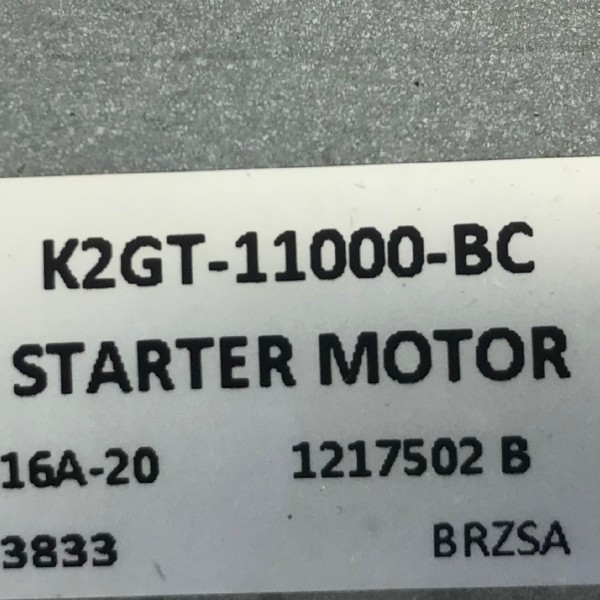 K2GT-11000-BC
STARTER MOTOR
16A-20 1217502 B
3833 BRZSA